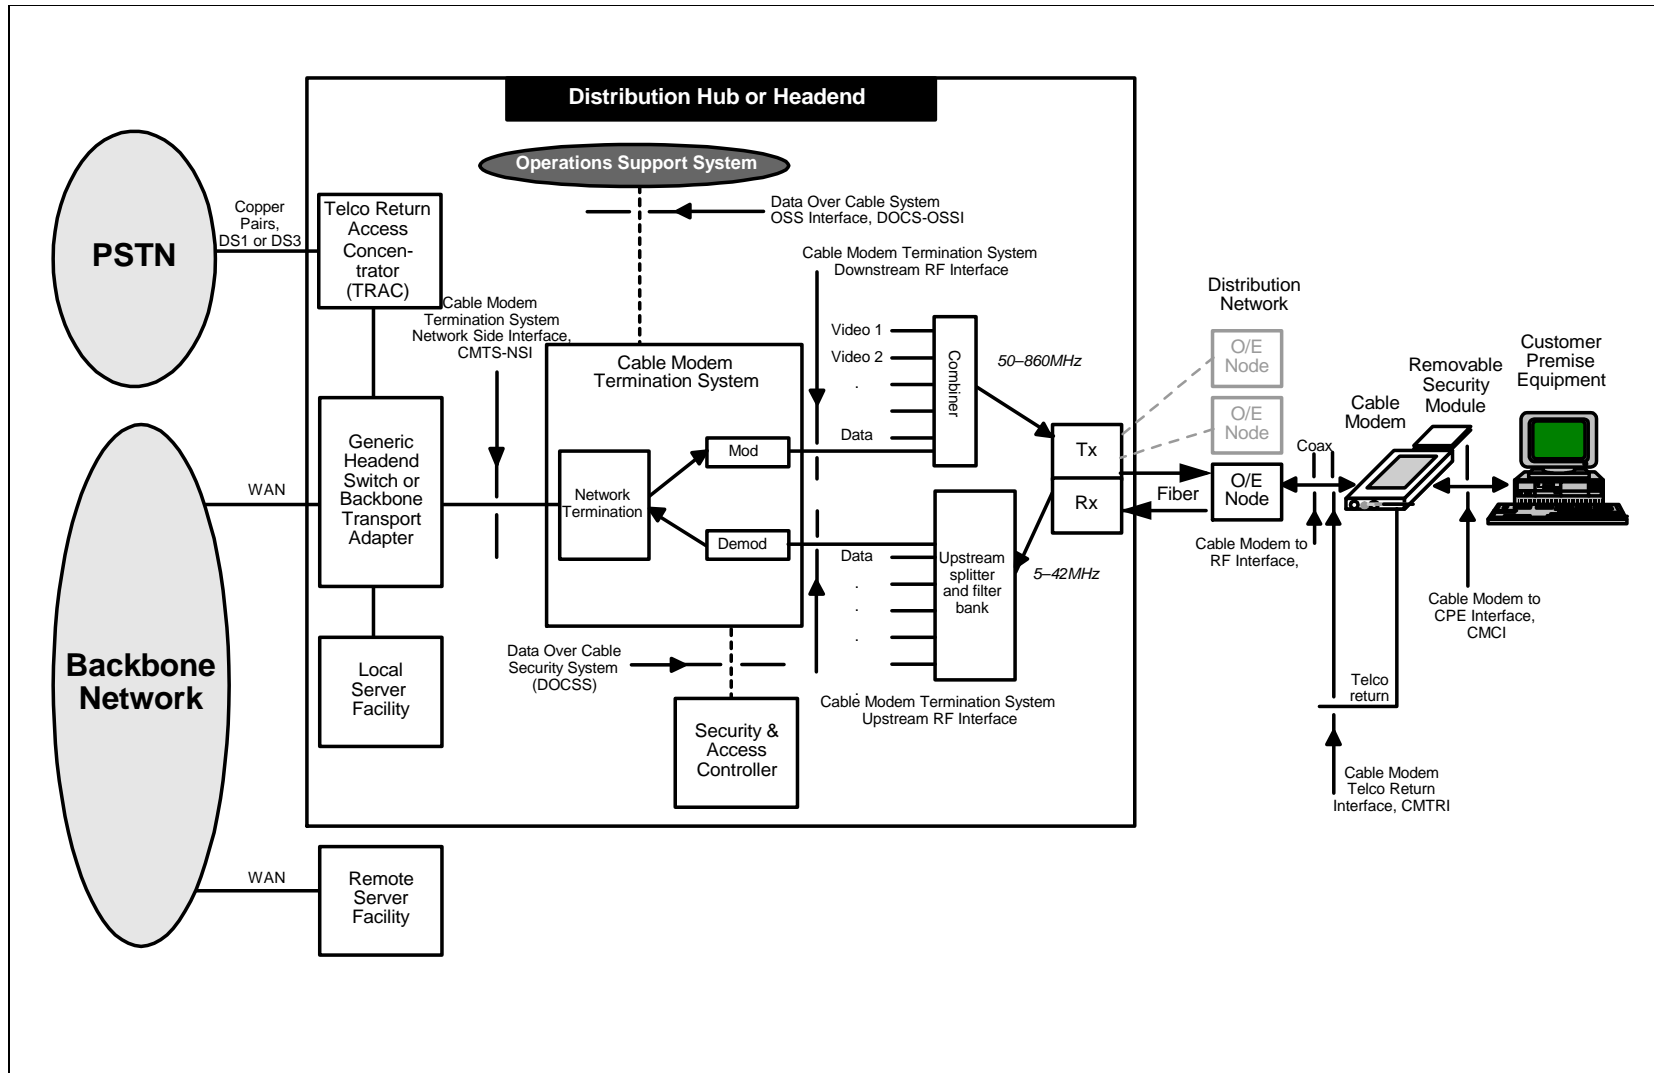 Distribution Hub or Headend
Operations Support System
Data Over Cable System
OSS Interface, DOCS-OSSI
PSTN
Copper
Pairs,
DS1 or DS3
Telco Return
Access
Concen-
trator
(TRAC)
Cable Modem
Termination System
Network Side Interface,
CMTS-NSI
Cable Modem Termination System
Downstream RF Interface
Cable Modem
Termination System
Network
Termination
Mod
Demod
Video 1
Video 2
.
Data
Combiner
50–860MHz
Tx
Rx
5–42MHz
Data
.
.
.
.
.
Upstream
splitter
and filter
bank
Cable Modem Termination System
Upstream RF Interface
Data Over Cable
Security System
(DOCSS)
Security &
Access
Controller
Generic
Headend
Switch or
Backbone
Transport
Adapter
WAN
Backbone
Network
Local
Server
Facility
WAN
Remote
Server
Facility
Distribution
Network
O/E
Node
O/E
Node
O/E
Node
Fiber
Coax
Cable
Modem
Removable
Security
Module
Customer
Premise
Equipment
Cable Modem to
RF Interface,
Cable Modem to
CPE Interface,
CMCI
Telco
return
Cable Modem
Telco Return
Interface, CMTRI